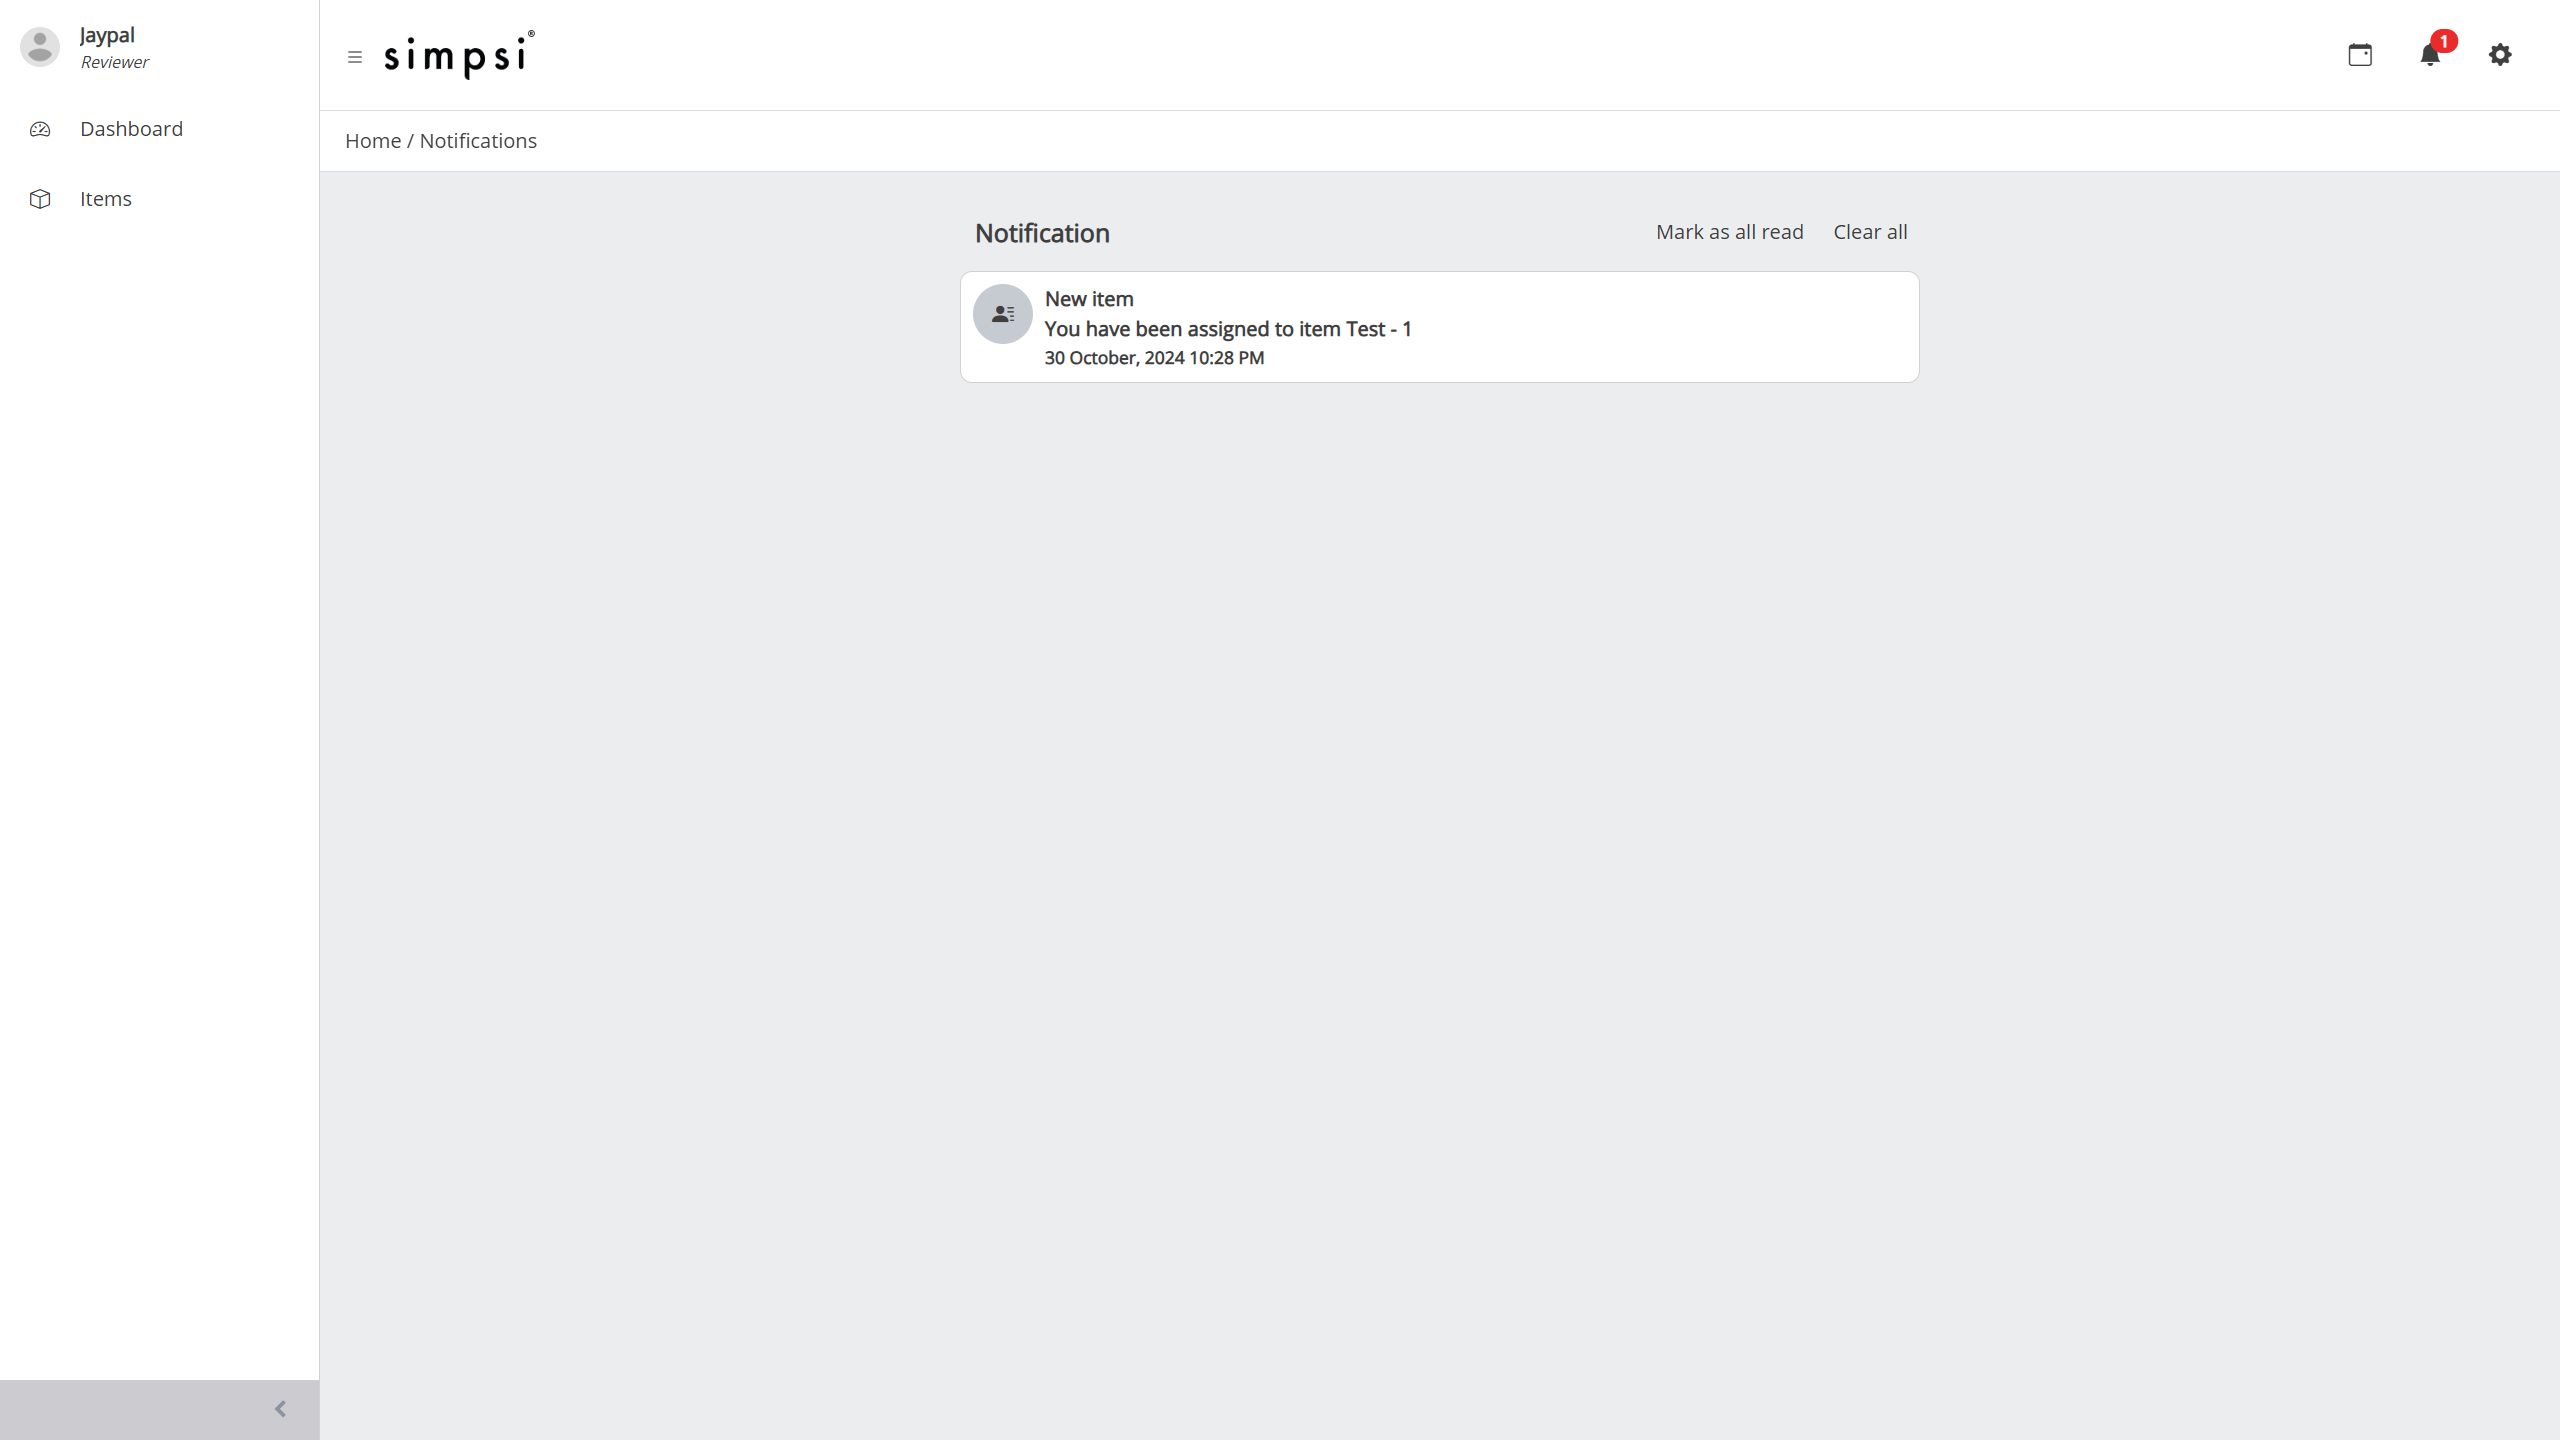 Jaypal
Reviewer
Dashboard
Items
simpsi®
1
Home / Notifications
Notification
Mark as all read
Clear all
New item
You have been assigned to item Test - 1
30 October, 2024 10:28 PM